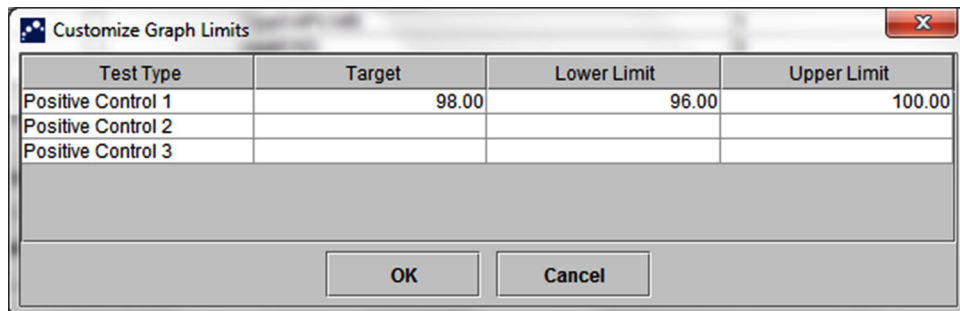 Customize Graph Limits
Test Type Target Lower Limit Upper Limit
Positive Control 1 98.00 96.00 100.00
Positive Control 2
Positive Control 3
OK Cancel